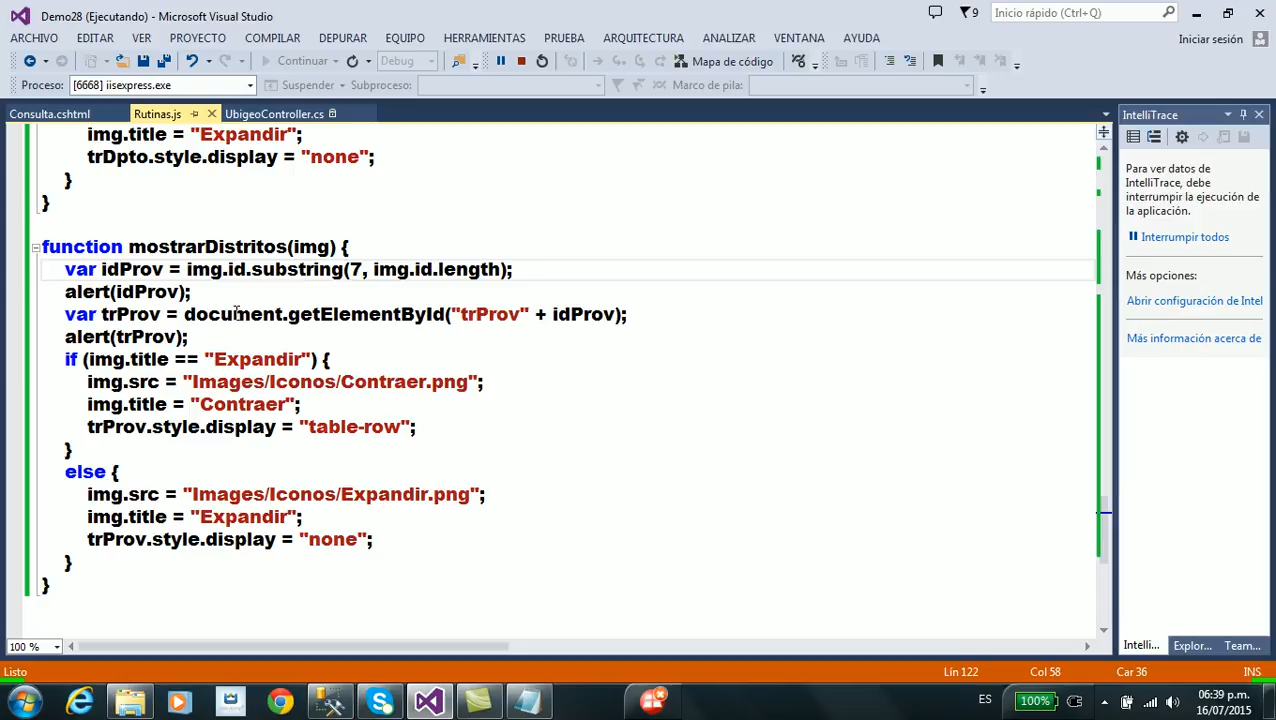 Demo28 (Ejecutando) - Microsoft Visual Studio
9
Inicio rápido (Ctrl+Q)
ARCHIVO EDITAR VER PROYECTO COMPILAR DEPURAR EQUIPO HERRAMIENTAS PRUEBA ARQUITECTURA ANALIZAR VENTANA AYUDA
Iniciar sesión
Continuar Debug Mapa de código
Proceso: [6668] iisexpress.exe Suspender Subproceso: Marco de pila:
Consulta.cshtml Rutinas.js UbigeoController.cs
img.title = "Expandir";
trDpto.style.display = "none";
}
}
function mostrarDistritos(img) {
var idProv = img.id.substring(7, img.id.length);
alert(idProv);
var trProv = document.getElementById("trProv" + idProv);
alert(trProv);
if (img.title == "Expandir") {
img.src = "Images/Iconos/Contraer.png";
img.title = "Contraer";
trProv.style.display = "table-row";
}
else {
img.src = "Images/Iconos/Expandir.png";
img.title = "Expandir";
trProv.style.display = "none";
}
}
100 %
IntelliTrace
Para ver datos de
IntelliTrace, debe
interrumpir la ejecución de
la aplicación.
Interrumpir todos
Más opciones:
Abrir configuración de Intel
Más información acerca de
Intelli... Explor... Team...
Listo Lín 122 Col 58 Car 36 INS
ES 100% 06:39 p.m.
16/07/2015